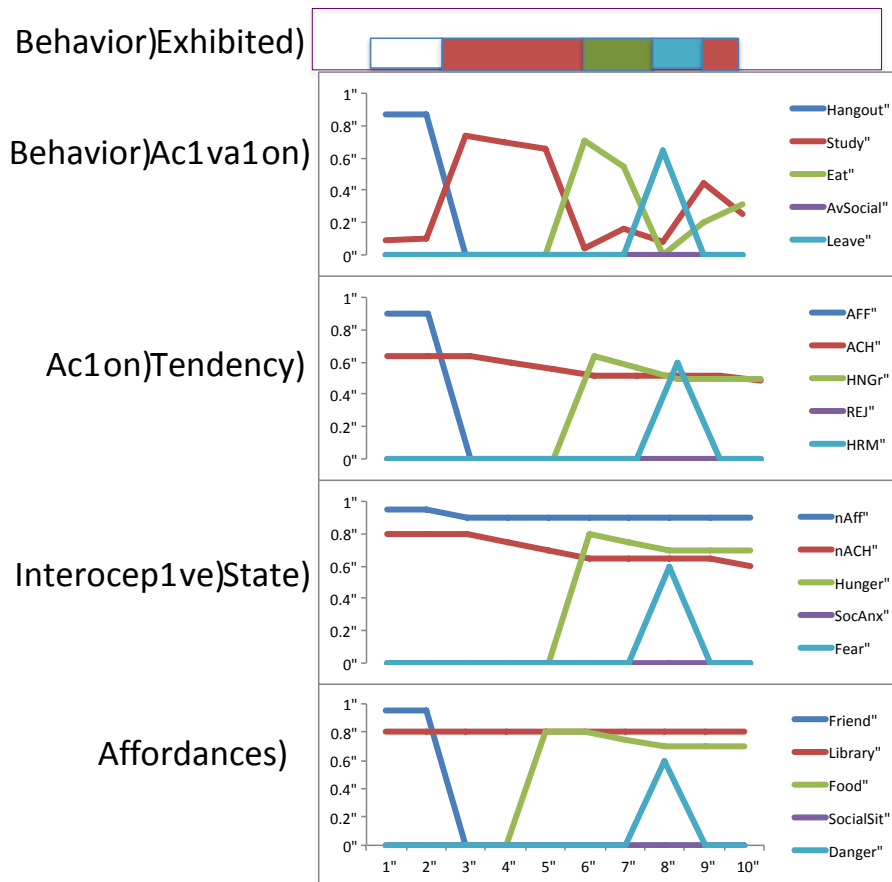 Behavior)Exhibited)
Behavior)Ac1va1on)
1"
0.8"
0.6"
0.4"
0.2"
0"
Hangout"
Study"
Eat"
AvSocial"
Leave"
Ac1on)Tendency)
1"
0.8"
0.6"
0.4"
0.2"
0"
AFF"
ACH"
HNGr"
REJ"
HRM"
Interocep1ve)State)
1"
0.8"
0.6"
0.4"
0.2"
0"
nAff"
nACH"
Hunger"
SocAnx"
Fear"
Affordances)
1"
0.8"
0.6"
0.4"
0.2"
0"
Friend"
Library"
Food"
SocialSit"
Danger"
1" 2" 3" 4" 5" 6" 7" 8" 9" 10"